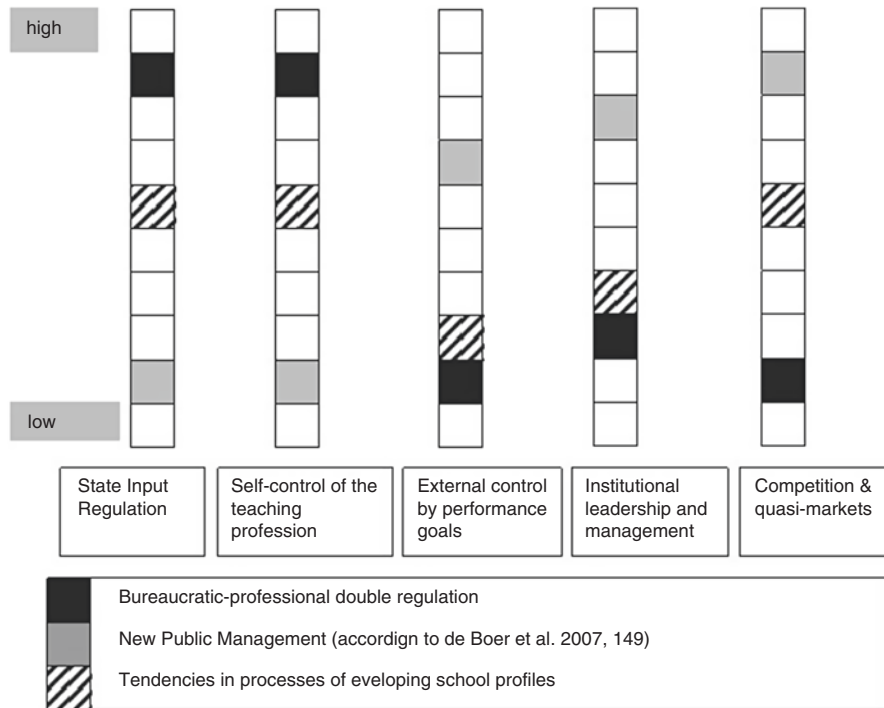 high
low
State Input
Regulation
Self-control of the
teaching
profession
External control
by performance
goals
Institutional
leadership and
management
Competition &
quasi-markets
Bureaucratic-professional double regulation
New Public Management (accordign to de Boer et al. 2007, 149)
Tendencies in processes of eveloping school profiles